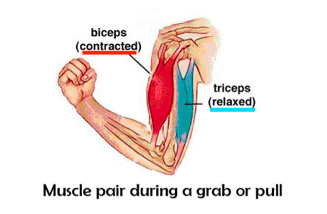 biceps
(contracted)
triceps
(relaxed)
Muscle pair during a grab or pull